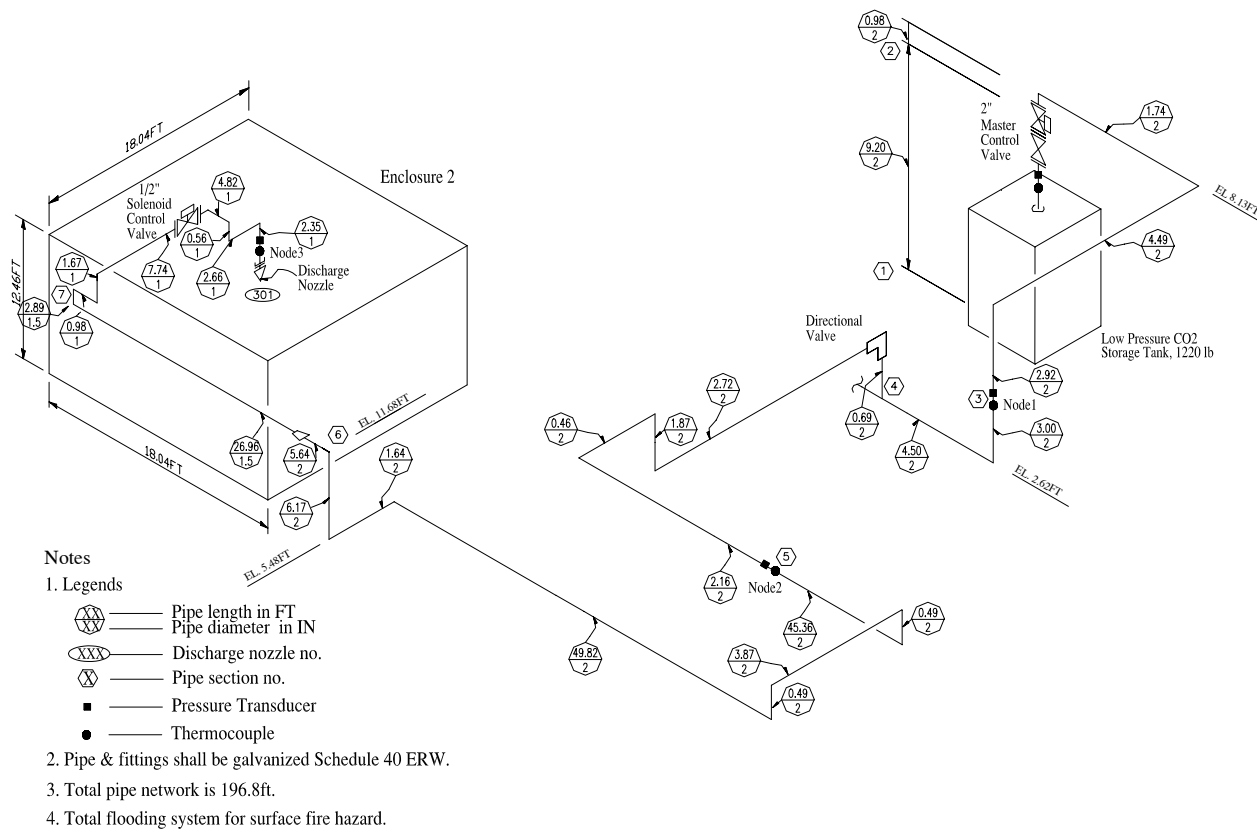 0.98
2
2
18.04FT
2"
Master
Control
Valve
1.74
2
9.20
2
Enclosure 2
4.82
1
1/2"
Solenoid
Control
Valve
EL 8.13FT
2.35
1
0.56
1
Node3
4.49
2
12.46FT
1.67
1
7.74
1
2.66
1
Discharge
Nozzle
1
7
301
2.89
1.5
0.98
1
Directional
Valve
Low Pressure CO2
Storage Tank, 1220 lb
2.92
2
2.72
2
4
3
Node1
EL. 11.68FT
0.46
2
1.87
2
0.69
2
3.00
2
6
26.96
1.5
5.64
2
1.64
2
4.50
2
18.04FT
EL. 2.62FT
6.17
2
5
EL. 5.48FT
2.16
2
Node2
45.36
2
0.49
2
49.82
2
3.87
2
0.49
2
Notes
1. Legends
XX
XX
Pipe length in FT
Pipe diameter in IN
XXX
Discharge nozzle no.
X
Pipe section no.
Pressure Transducer
Thermocouple
2. Pipe & fittings shall be galvanized Schedule 40 ERW.
3. Total pipe network is 196.8ft.
4. Total flooding system for surface fire hazard.